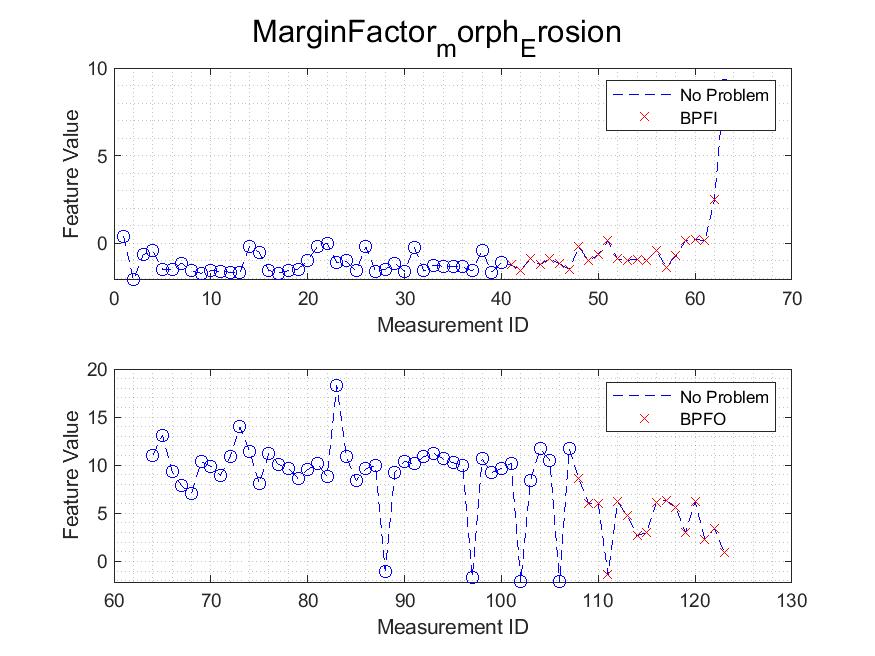 MarginFactor_morph_Erosion
10
5
0
Feature Value
No Problem
BPFI
0 10 20 30 40 50 60 70
Measurement ID
20
15
10
5
0
Feature Value
No Problem
BPFO
60 70 80 90 100 110 120 130
Measurement ID